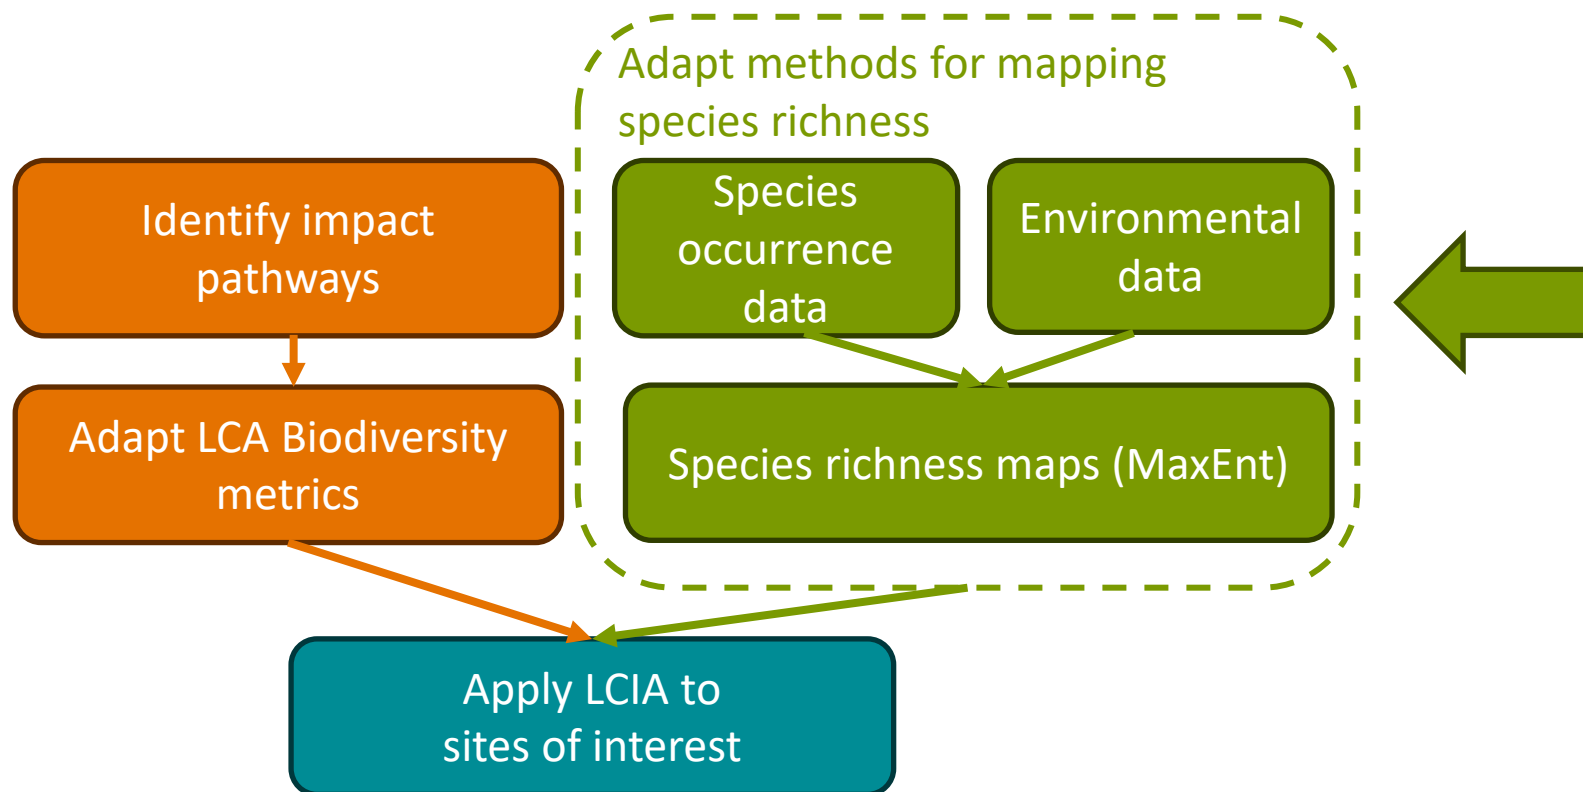 Adapt methods for mapping
species richness
Identify impact
pathways
Species
occurrence
data
Environmental
data
Adapt LCA Biodiversity
metrics
Species richness maps (MaxEnt)
Apply LCIA to
sites of interest